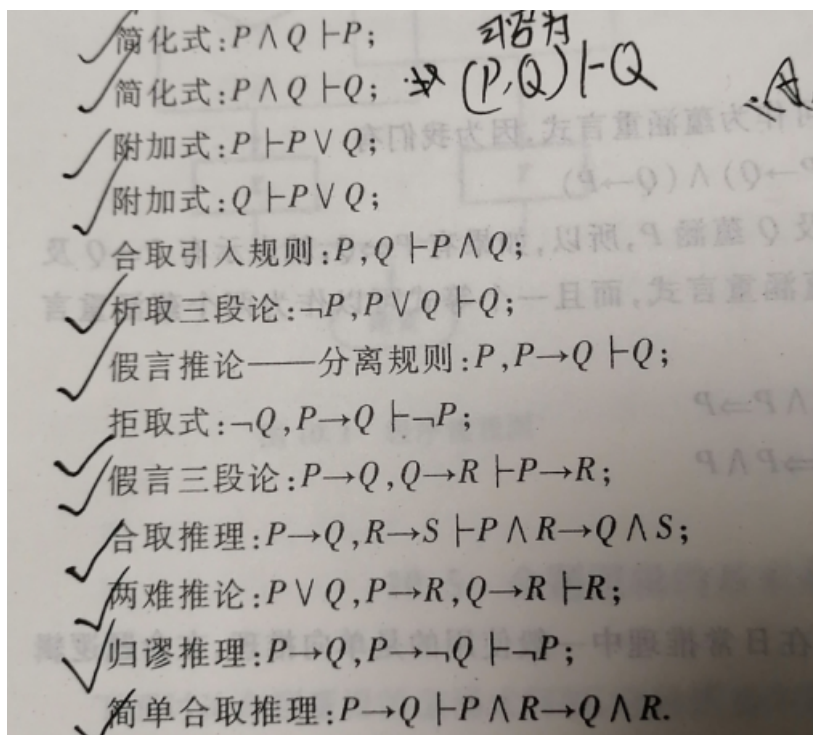 简化式:P∧Q⊢P;
习俗为
简化式:P∧Q⊢Q;
(P,Q)⊢Q
附加式:P⊢P∨Q;
附加式:Q⊢P∨Q;
合取引入规则:P,Q⊢P∧Q;
析取三段论:¬P,P∨Q⊢Q;
假言推论——分离规则:P,P→Q⊢Q;
拒取式:¬Q,P→Q⊢¬P;
假言三段论:P→Q,Q→R⊢P→R;
合取推理:P→Q,R→S⊢P∧R→Q∧S;
两难推论:P∨Q,P→R,Q→R⊢R;
归谬推理:P→Q,P→¬Q⊢¬P;
简单合取推理:P→Q⊢P∧R→Q∧R.